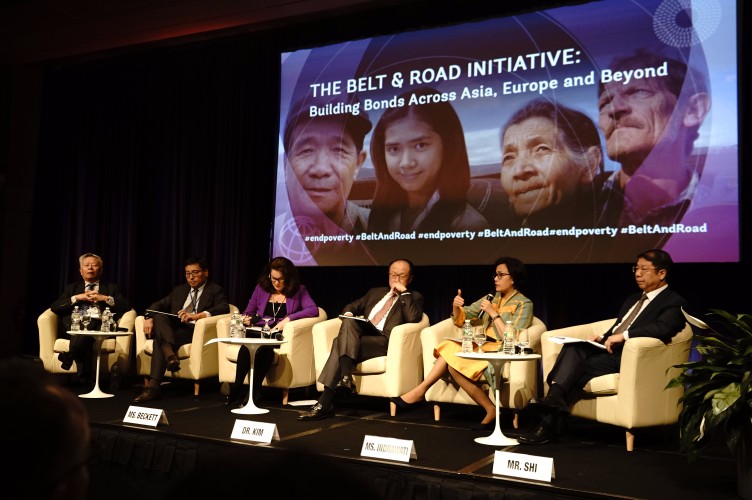 THE BELT & ROAD INITIATIVE:
Building Bonds Across Asia, Europe and Beyond
#endpoverty #BeltAndRoad #endpoverty #BeltAndRoad#endpoverty #BeltAndRoad
MS. BECKETT
DR. KIM
MS. INDRAWATI
MR. SHI